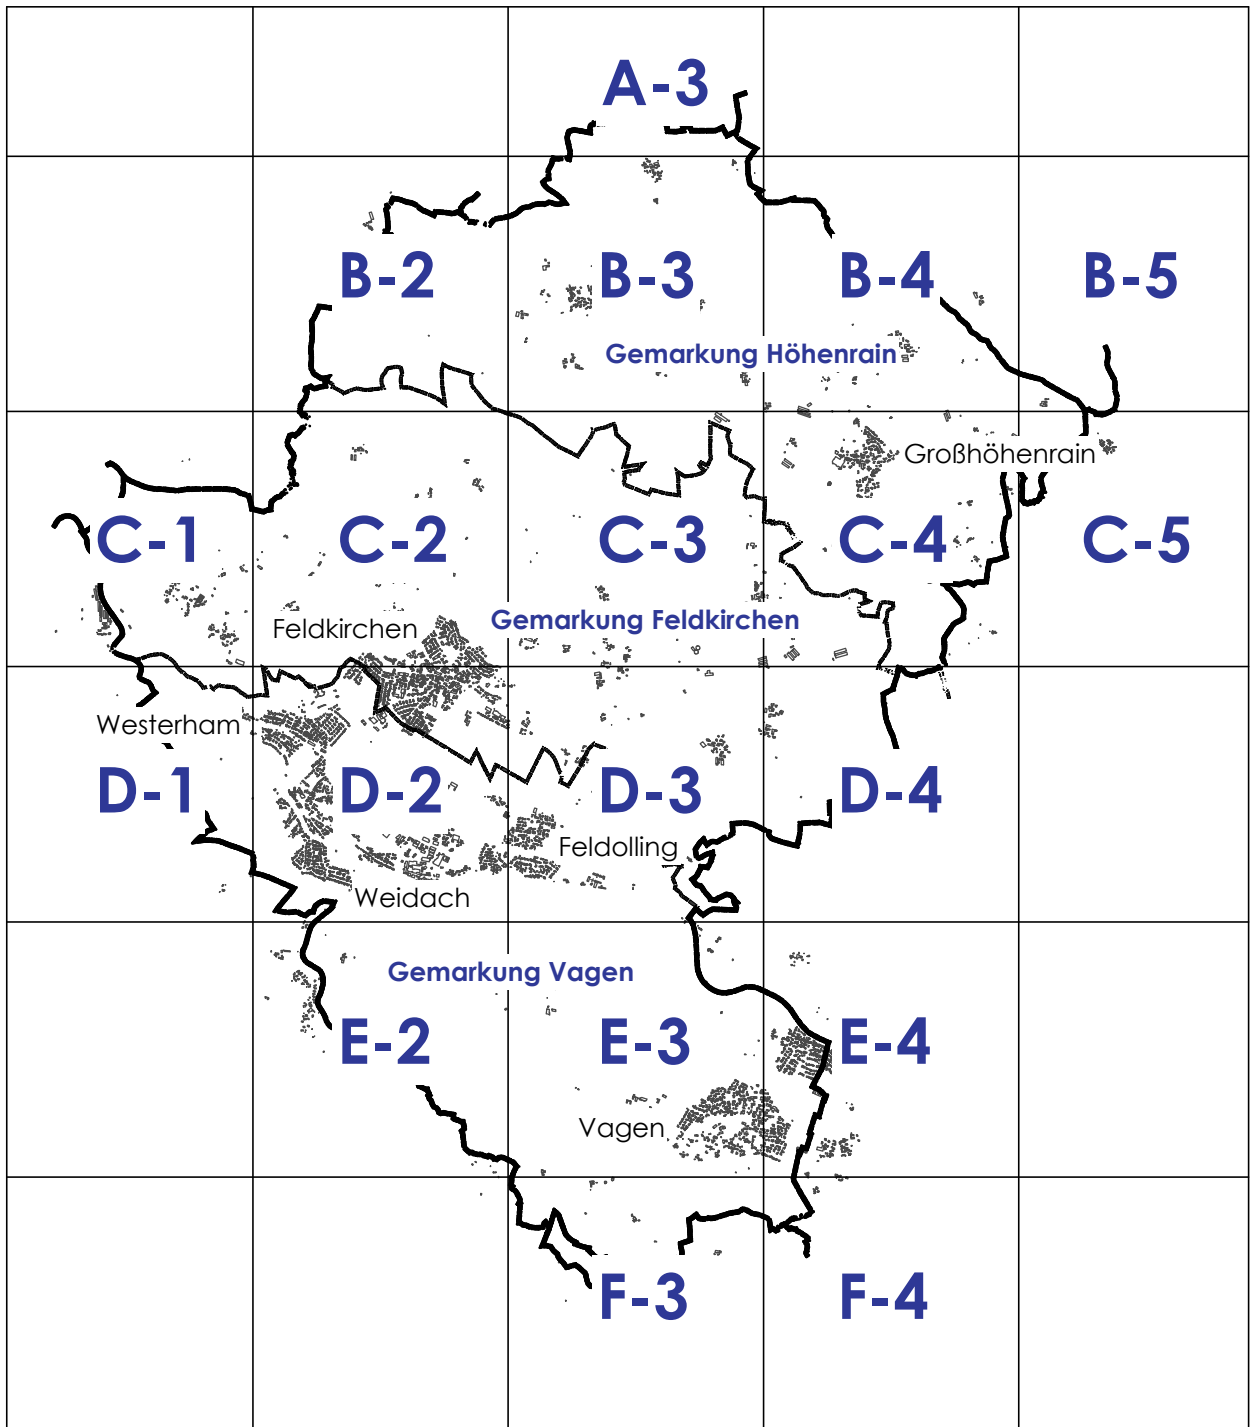 A-3
B-2
B-3
B-4
B-5
Gemarkung Höhenrain
Großhöhenrain
C-1
C-2
C-3
C-4
C-5
Feldkirchen
Gemarkung Feldkirchen
Westerham
D-1
D-2
D-3
D-4
Feldolling
Weidach
Gemarkung Vagen
E-2
E-3
E-4
Vagen
F-3
F-4